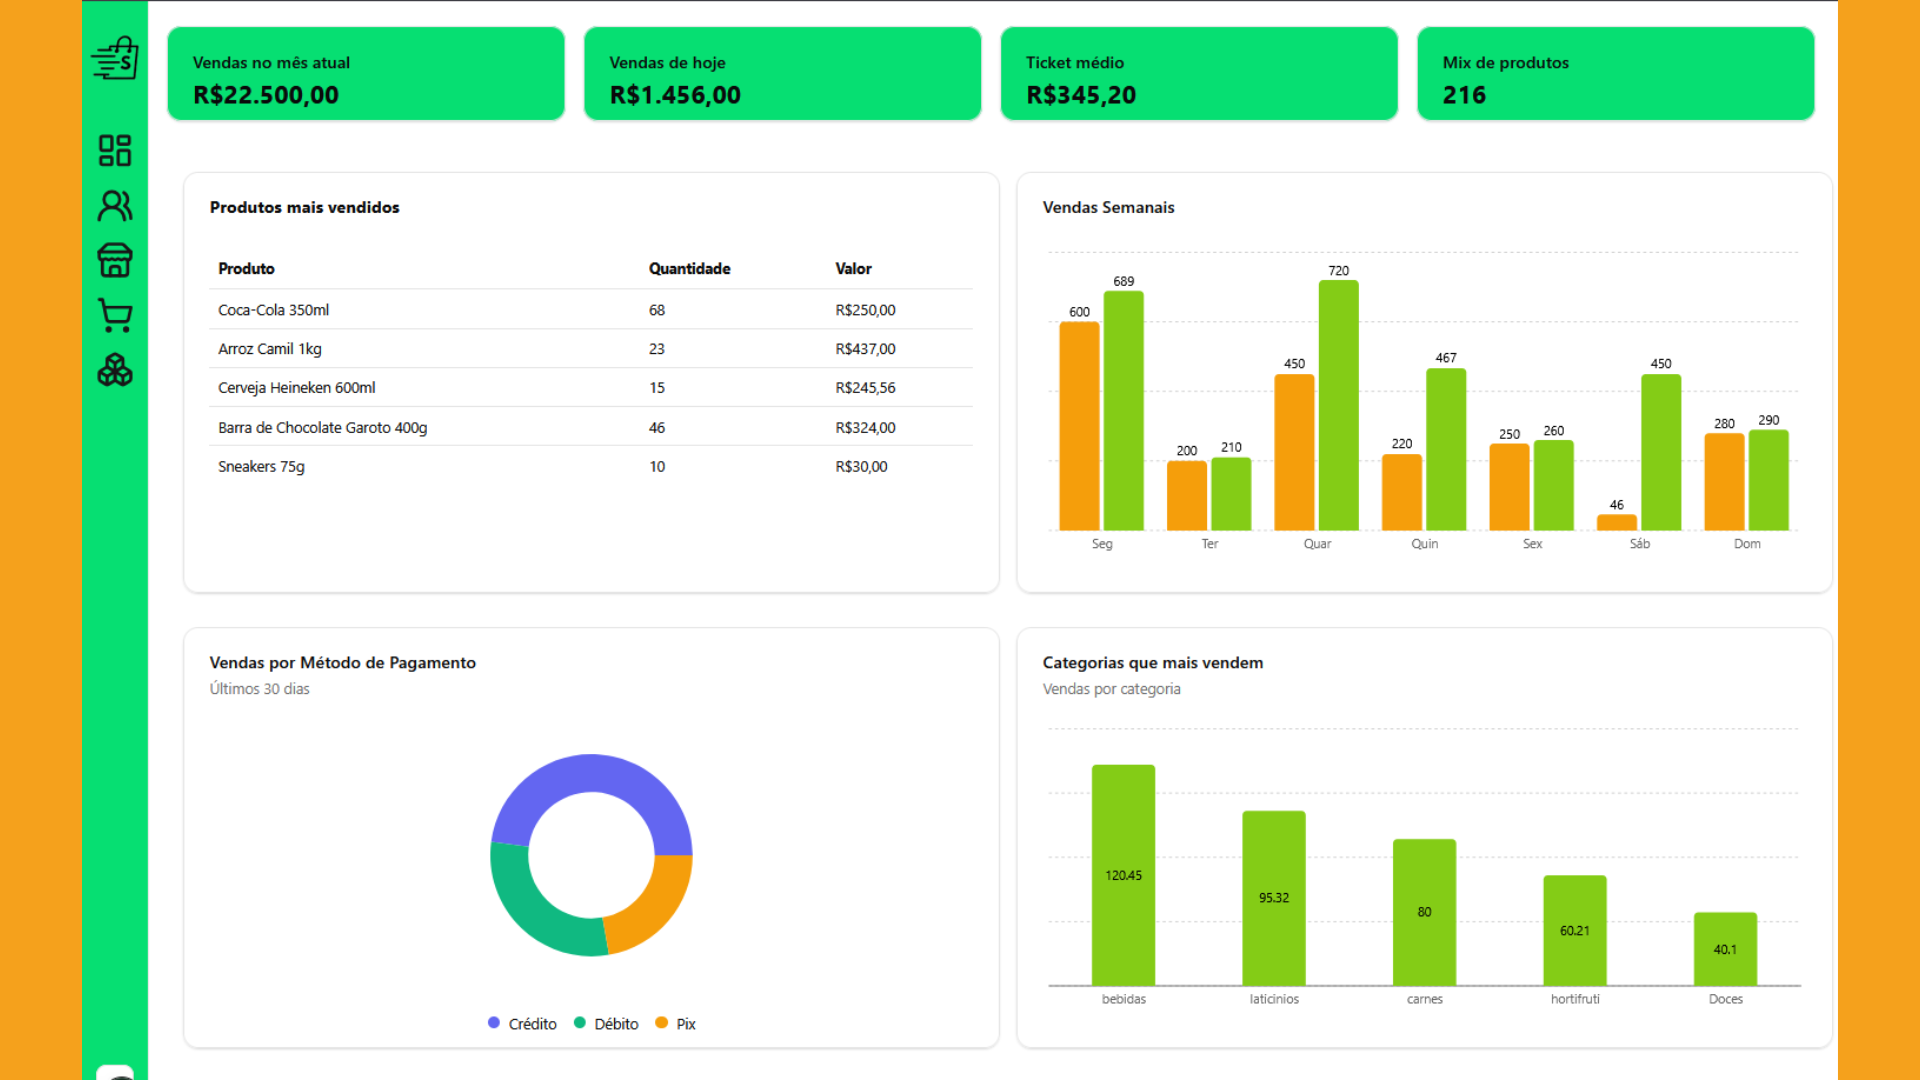 S
Vendas no mês atual
R$22.500,00
Vendas de hoje
R$1.456,00
Ticket médio
R$345,20
Mix de produtos
216
Produtos mais vendidos
Produto Quantidade Valor
Coca-Cola 350ml 68 R$250,00
Arroz Camil 1kg 23 R$437,00
Cerveja Heineken 600ml 15 R$245,56
Barra de Chocolate Garoto 400g 46 R$324,00
Sneakers 75g 10 R$30,00
Vendas Semanais
600 689 200 210 450 720 220 467 250 260 46 450 280 290
Seg Ter Quar Quin Sex Sáb Dom
Vendas por Método de Pagamento
Últimos 30 dias
Crédito Débito Pix
Categorias que mais vendem
Vendas por categoria
120.45 95.32 80 60.21 40.1
bebidas laticinios carnes hortifruti Doces